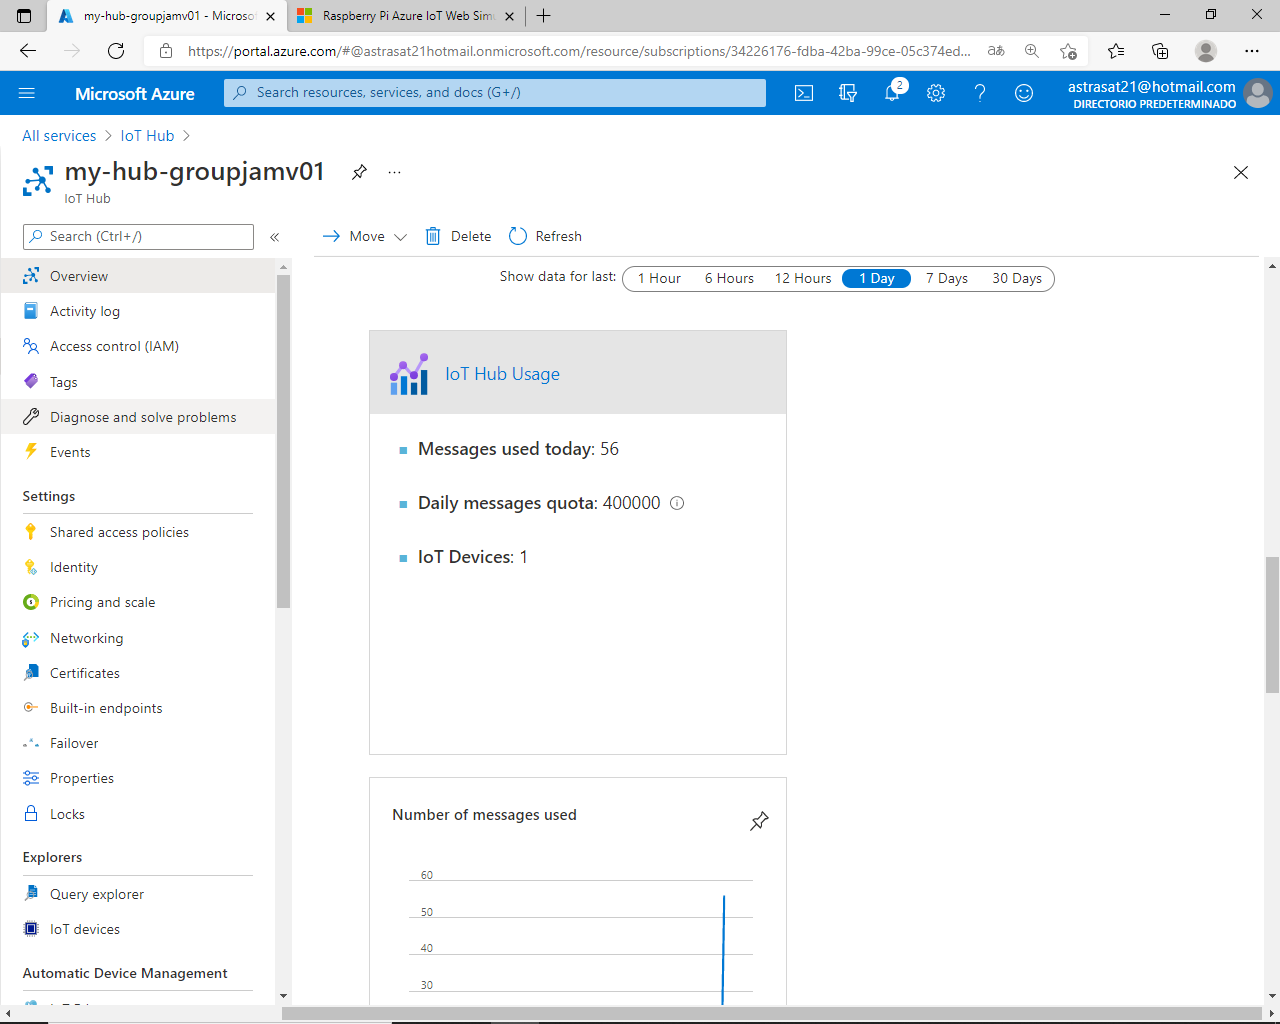 my-hub-groupjamv01 - Microsof
Raspberry Pi Azure IoT Web Simu
https://portal.azure.com/#@astrasat21hotmail.onmicrosoft.com/resource/subscriptions/34226176-fdba-42ba-99ce-05c374ed...
Microsoft Azure
Search resources, services, and docs (G+/)
2
astrasat21@hotmail.com
DIRECTORIO PREDETERMINADO
All services > IoT Hub >
my-hub-groupjamv01
IoT Hub
Search (Ctrl+/)
Move
Delete
Refresh
Show data for last:
1 Hour
6 Hours
12 Hours
1 Day
7 Days
30 Days
Overview
Activity log
Access control (IAM)
Tags
Diagnose and solve problems
Events
Settings
Shared access policies
Identity
Pricing and scale
Networking
Certificates
Built-in endpoints
Failover
Properties
Locks
Explorers
Query explorer
IoT devices
Automatic Device Management
IoT Hub Usage
Messages used today: 56
Daily messages quota: 400000
IoT Devices: 1
Number of messages used
60
50
40
30